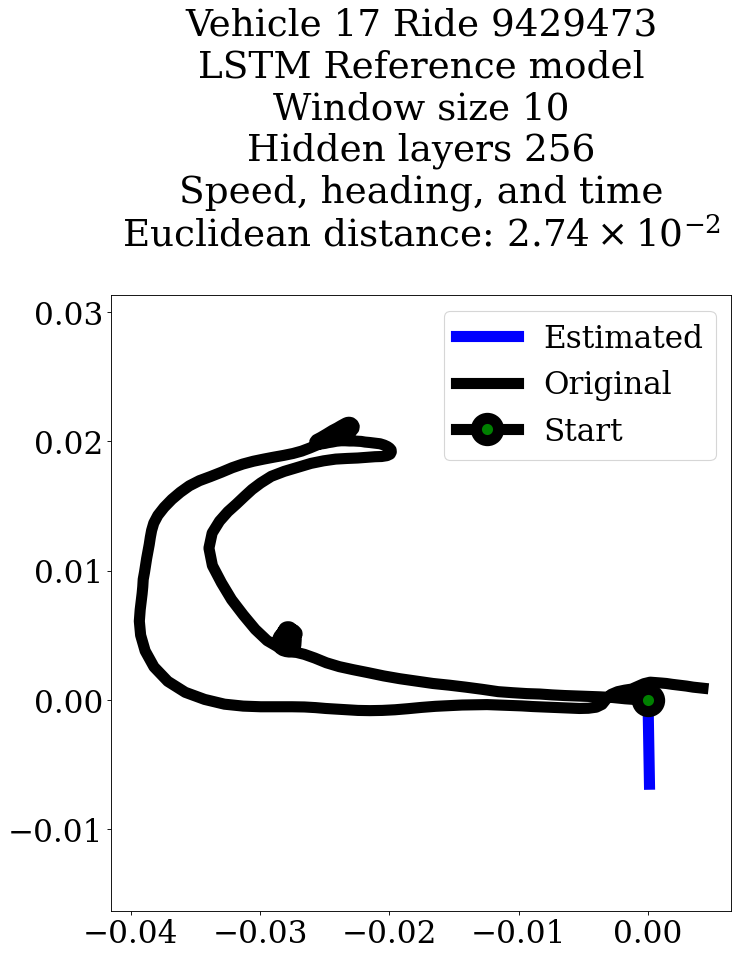 Vehicle 17 Ride 9429473
LSTM Reference model
Window size 10
Hidden layers 256
Speed, heading, and time
Euclidean distance: 2.74 × 10⁻²
Estimated
Original
Start
0.03
0.02
0.01
0.00
−0.01
−0.04 −0.03 −0.02 −0.01 0.00